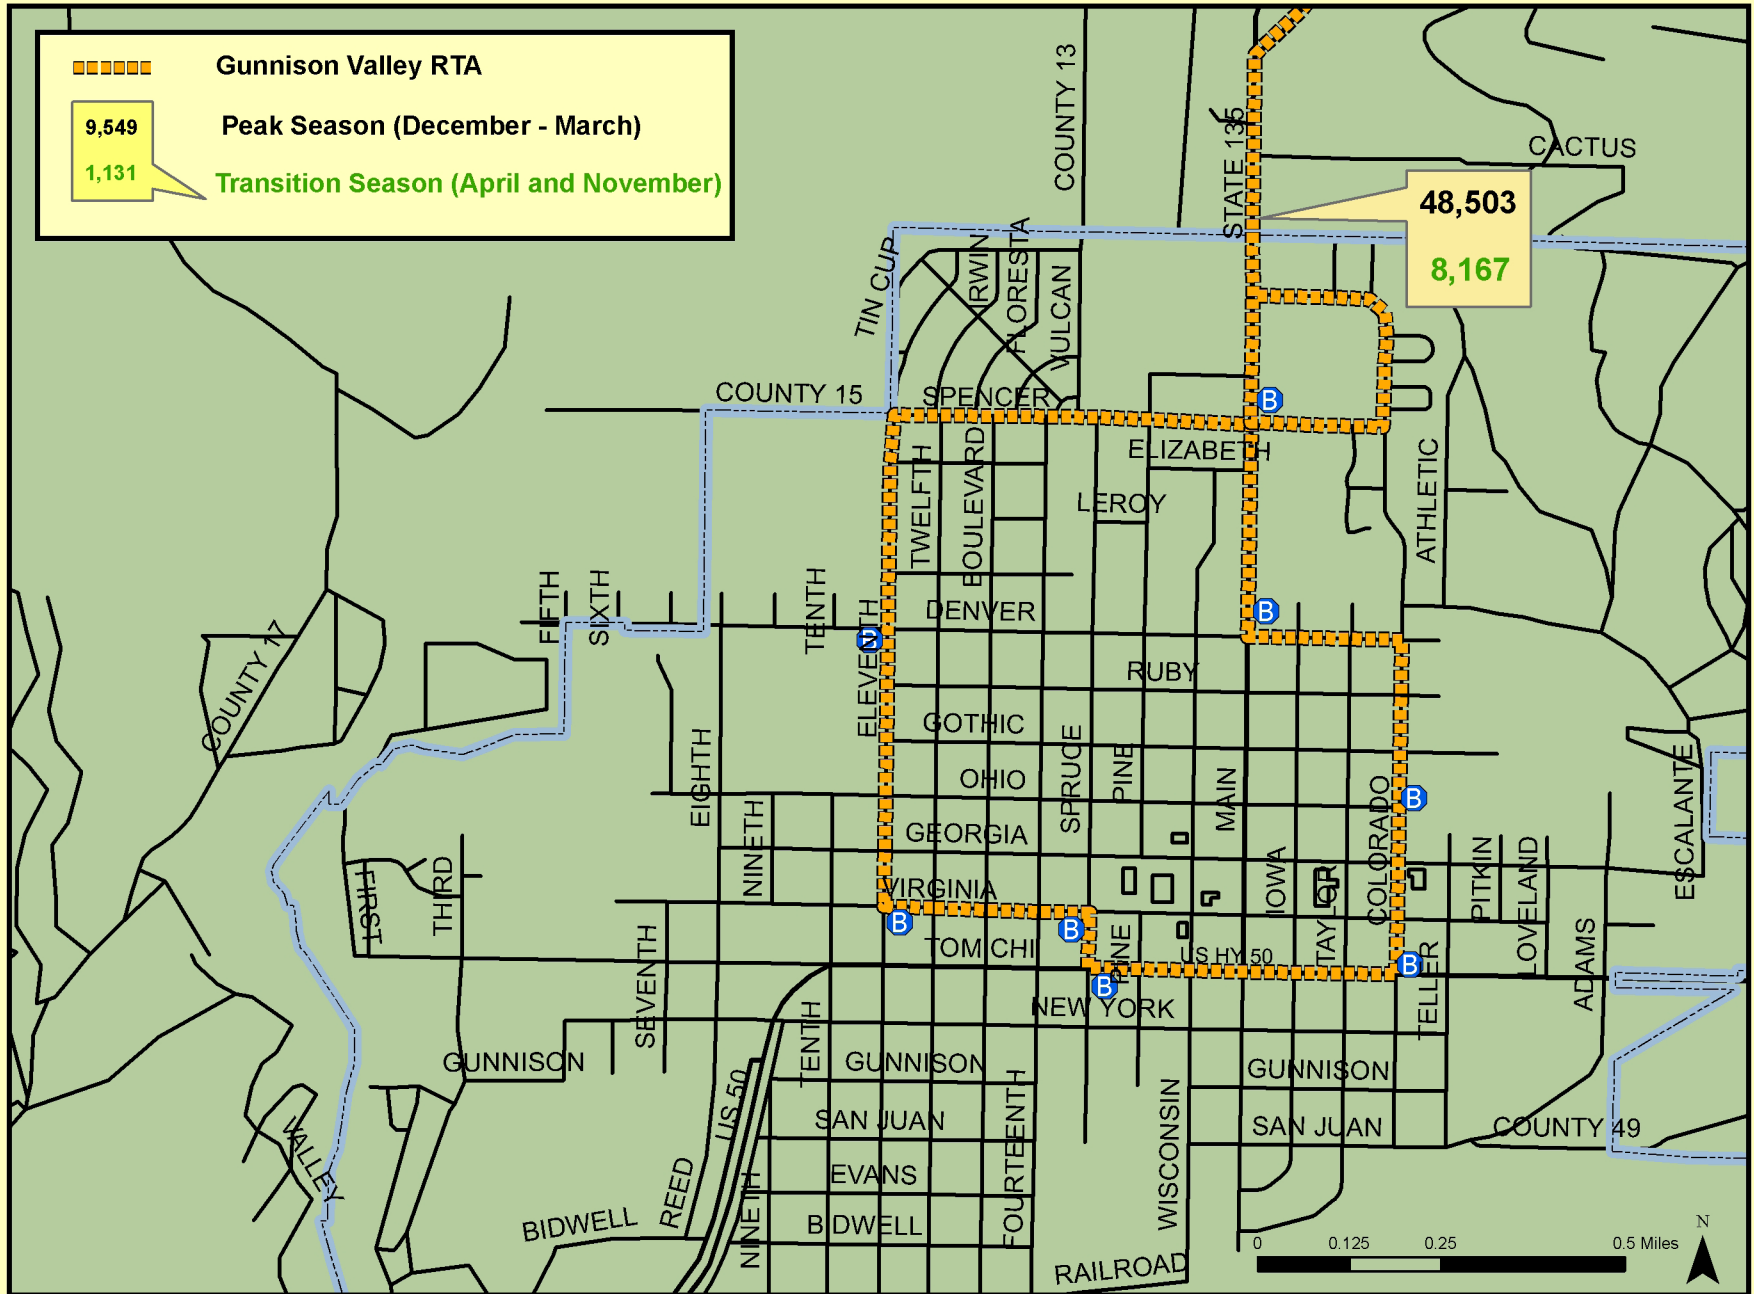 Gunnison Valley RTA
9,549
Peak Season (December - March)
1,131
Transition Season (April and November)
COUNTY 13
STATE 135
CACTUS
48,503
8,167
TIN CUP
IRWIN
FLORESTA
VULCAN
COUNTY 15
SPENCER
B
ELIZABETH
TWELFTH
BOULEVARD
LEROY
ATHLETIC
FIFTH
SIXTH
TENTH
ELEVENTH
DENVER
B
B
COUNTY 17
RUBY
GOTHIC
EIGHTH
OHIO
SPRUCE
PINE
MAIN
COLORADO
B
ESCALANTE
NINETH
GEORGIA
IOWA
TAYLOR
PITKIN
LOVELAND
FIRST
THIRD
VIRGINIA
B
B
SEVENTH
TOMICHI
PINE
US HY 50
B
TELLER
ADAMS
B
NEW YORK
GUNNISON
TENTH
GUNNISON
GUNNISON
US 50
SAN JUAN
FOURTEENTH
WISCONSIN
SAN JUAN
COUNTY 49
VALLEY
REED
EVANS
BIDWELL
NINETH
BIDWELL
RAILROAD
N
0
0.125
0.25
0.5 Miles